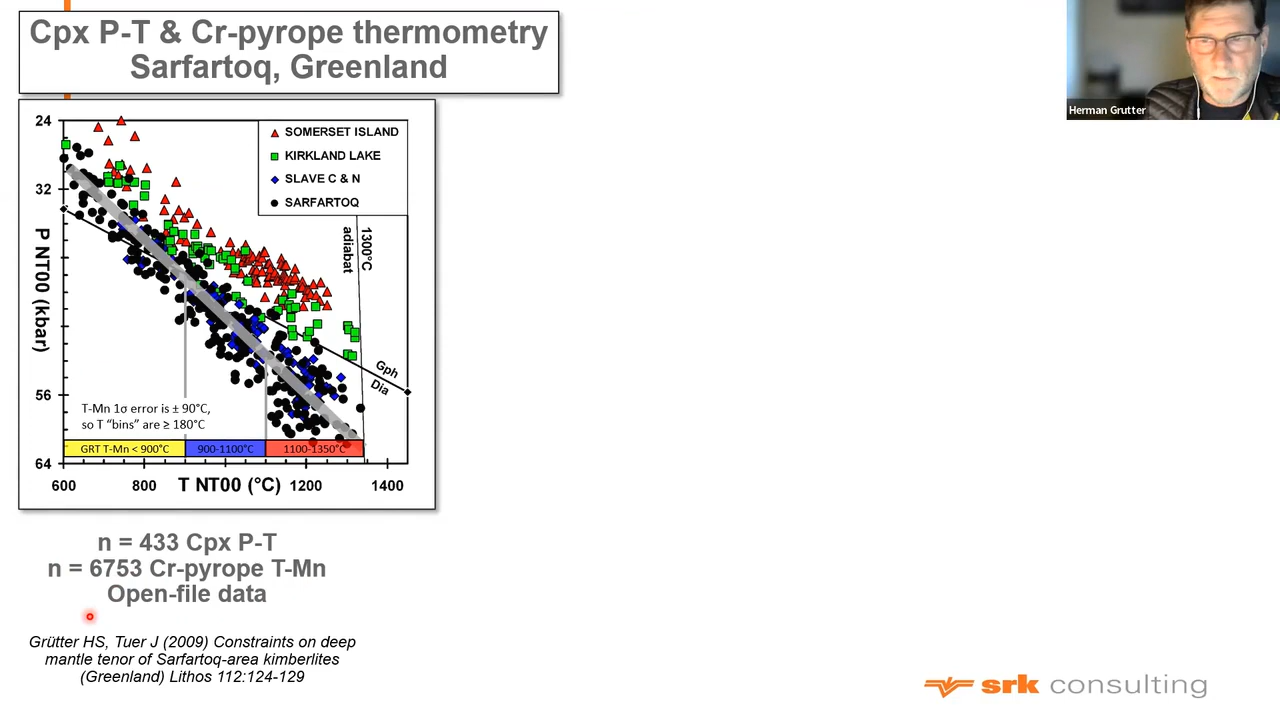 Cpx P-T & Cr-pyrope thermometry
Sarfartoq, Greenland
Herman Grutter
24
32
56
64
P NT00 (kbar)
SOMERSET ISLAND
KIRKLAND LAKE
SLAVE C & N
SARFARTOQ
1300°C
adiabat
Gph
Dia
T-Mn 1σ error is ± 90°C,
so T “bins” are ≥ 180°C
GRT T-Mn < 900°C
900-1100°C
1100-1350°C
600
800
T NT00 (°C)
1200
1400
n = 433 Cpx P-T
n = 6753 Cr-pyrope T-Mn
Open-file data
Grütter HS, Tuer J (2009) Constraints on deep
mantle tenor of Sarfartoq-area kimberlites
(Greenland) Lithos 112:124-129
srk consulting